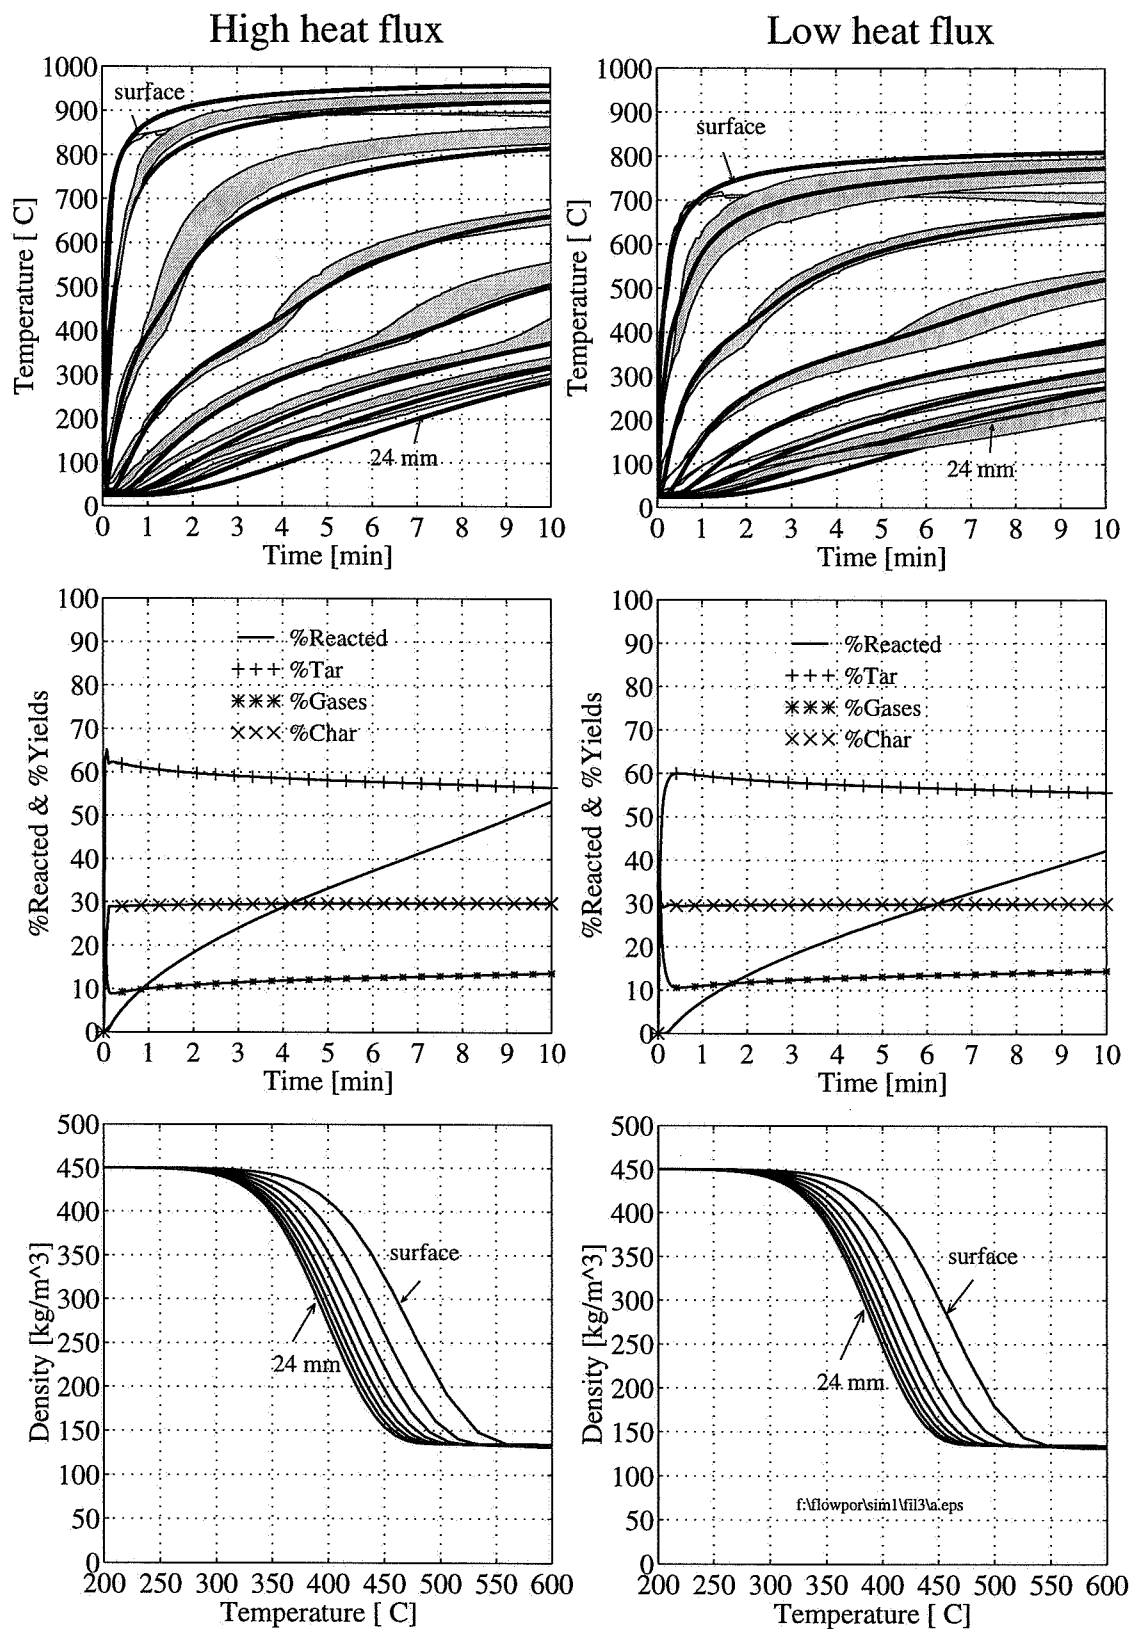 High heat flux
Low heat flux
1000
900
800
700
600
500
400
300
200
100
0
Temperature [ C]
surface
24 mm
0 1 2 3 4 5 6 7 8 9 10
Time [min]
1000
900
800
700
600
500
400
300
200
100
0
Temperature [ C]
surface
24 mm
0 1 2 3 4 5 6 7 8 9 10
Time [min]
100
90
80
70
60
50
40
30
20
10
0
%Reacted & %Yields
%Reacted
+++ %Tar
*** %Gases
××× %Char
0 1 2 3 4 5 6 7 8 9 10
Time [min]
100
90
80
70
60
50
40
30
20
10
0
%Reacted & %Yields
%Reacted
+++ %Tar
*** %Gases
××× %Char
0 1 2 3 4 5 6 7 8 9 10
Time [min]
500
450
400
350
300
250
200
150
100
50
0
Density [kg/m^3]
surface
24 mm
200 250 300 350 400 450 500 550 600
Temperature [ C]
500
450
400
350
300
250
200
150
100
50
0
Density [kg/m^3]
surface
24 mm
f:\flowpor\sim1\fil3\a.eps
200 250 300 350 400 450 500 550 600
Temperature [ C]